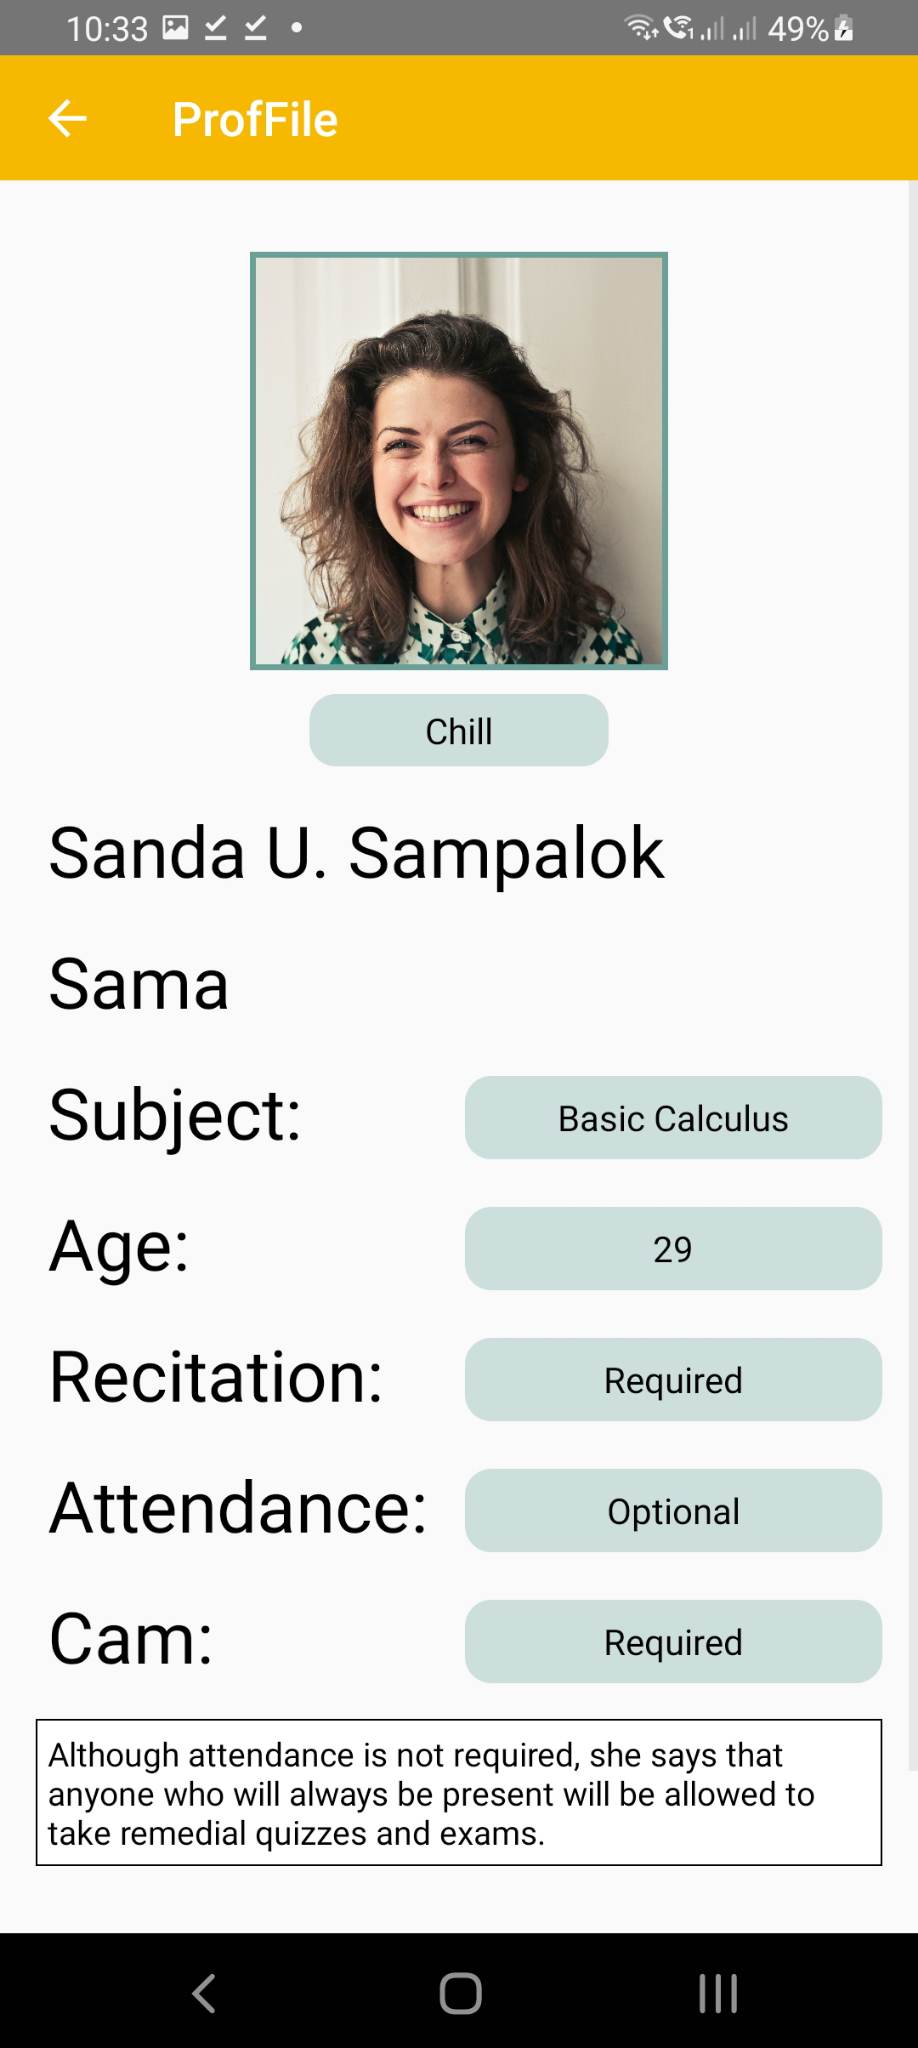 10:33 49%
ProfFile
Chill
Sanda U. Sampalok
Sama
Subject: Basic Calculus
Age: 29
Recitation: Required
Attendance: Optional
Cam: Required
Although attendance is not required, she says that
anyone who will always be present will be allowed to
take remedial quizzes and exams.